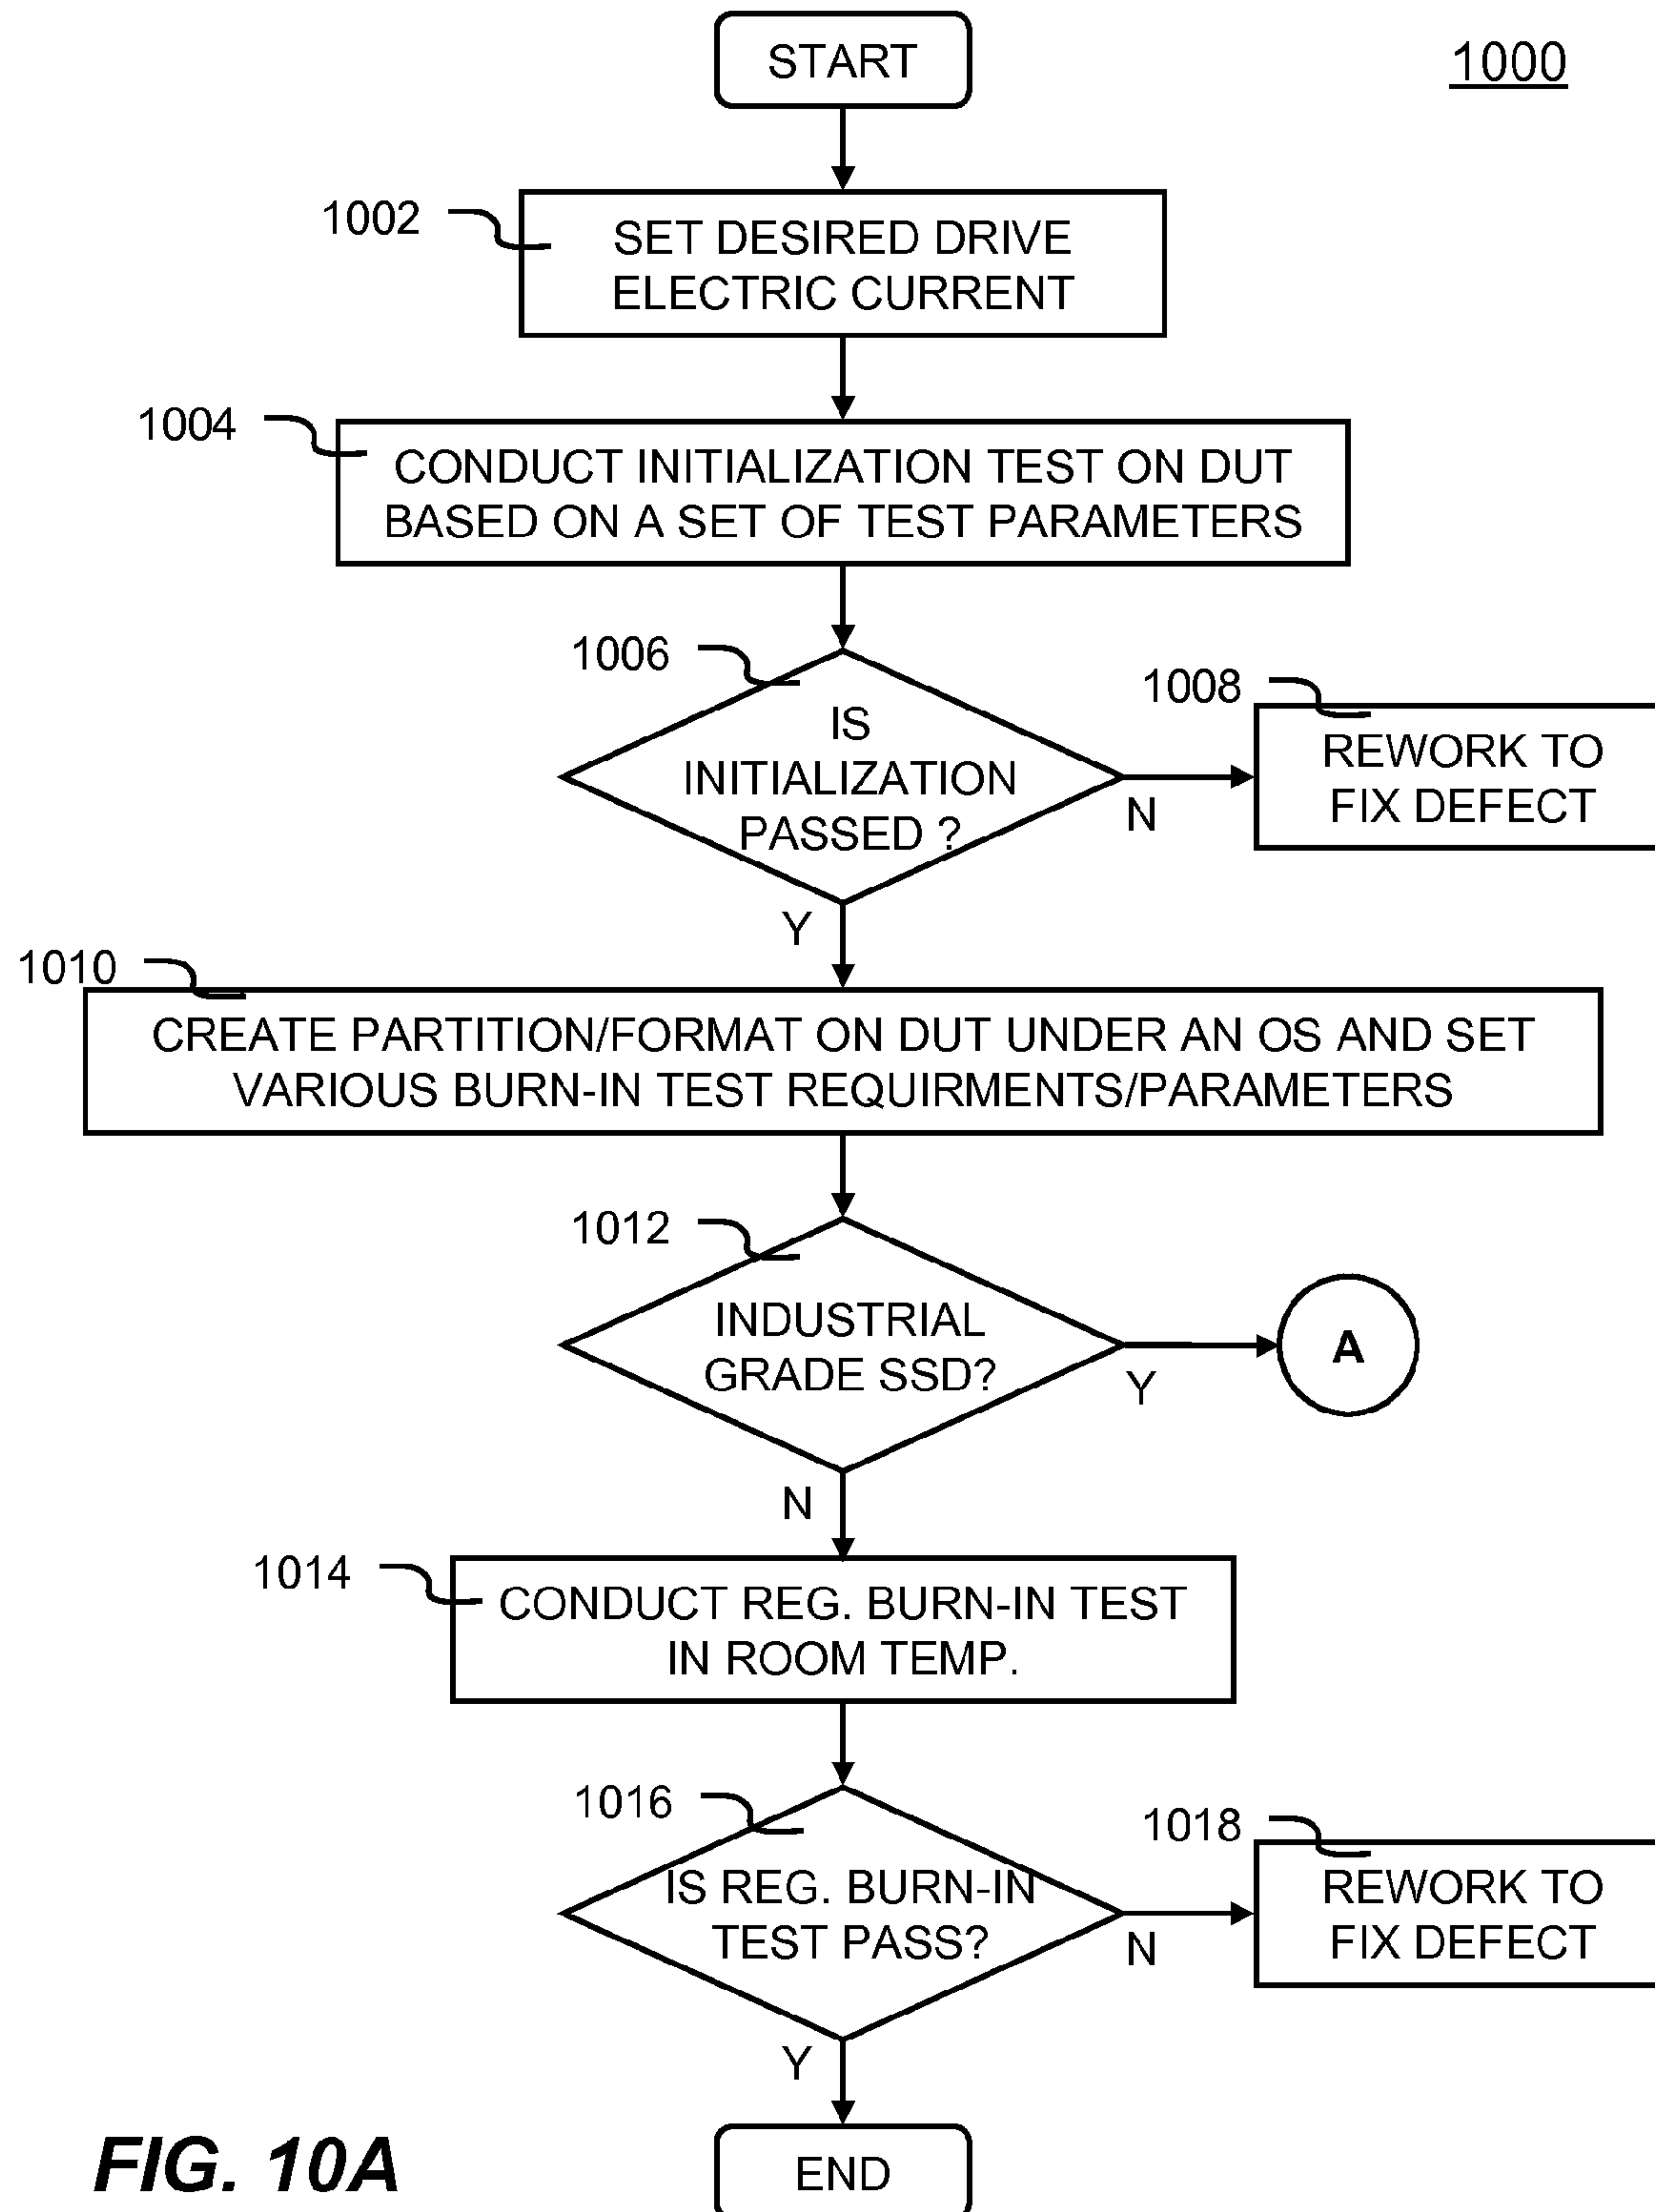 START
1000
1002
SET DESIRED DRIVE
ELECTRIC CURRENT
1004
CONDUCT INITIALIZATION TEST ON DUT
BASED ON A SET OF TEST PARAMETERS
1006
IS
INITIALIZATION
PASSED ?
N
1008
REWORK TO
FIX DEFECT
Y
1010
CREATE PARTITION/FORMAT ON DUT UNDER AN OS AND SET
VARIOUS BURN-IN TEST REQUIRMENTS/PARAMETERS
1012
INDUSTRIAL
GRADE SSD?
Y
A
N
1014
CONDUCT REG. BURN-IN TEST
IN ROOM TEMP.
1016
IS REG. BURN-IN
TEST PASS?
N
1018
REWORK TO
FIX DEFECT
Y
END
FIG. 10A